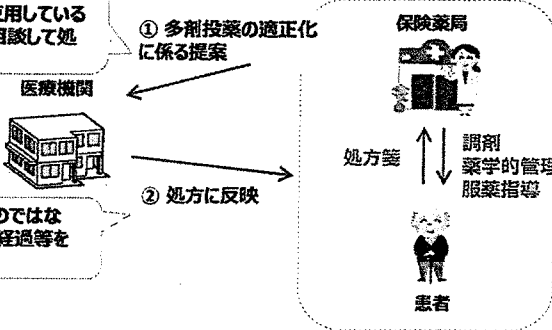 用している
相談して処
① 多剤投薬の適正化
に係る提案
保険薬局
医療機関
処方箋
調剤
薬学的管理
服薬指導
② 処方に反映
のではな
経過等を
患者